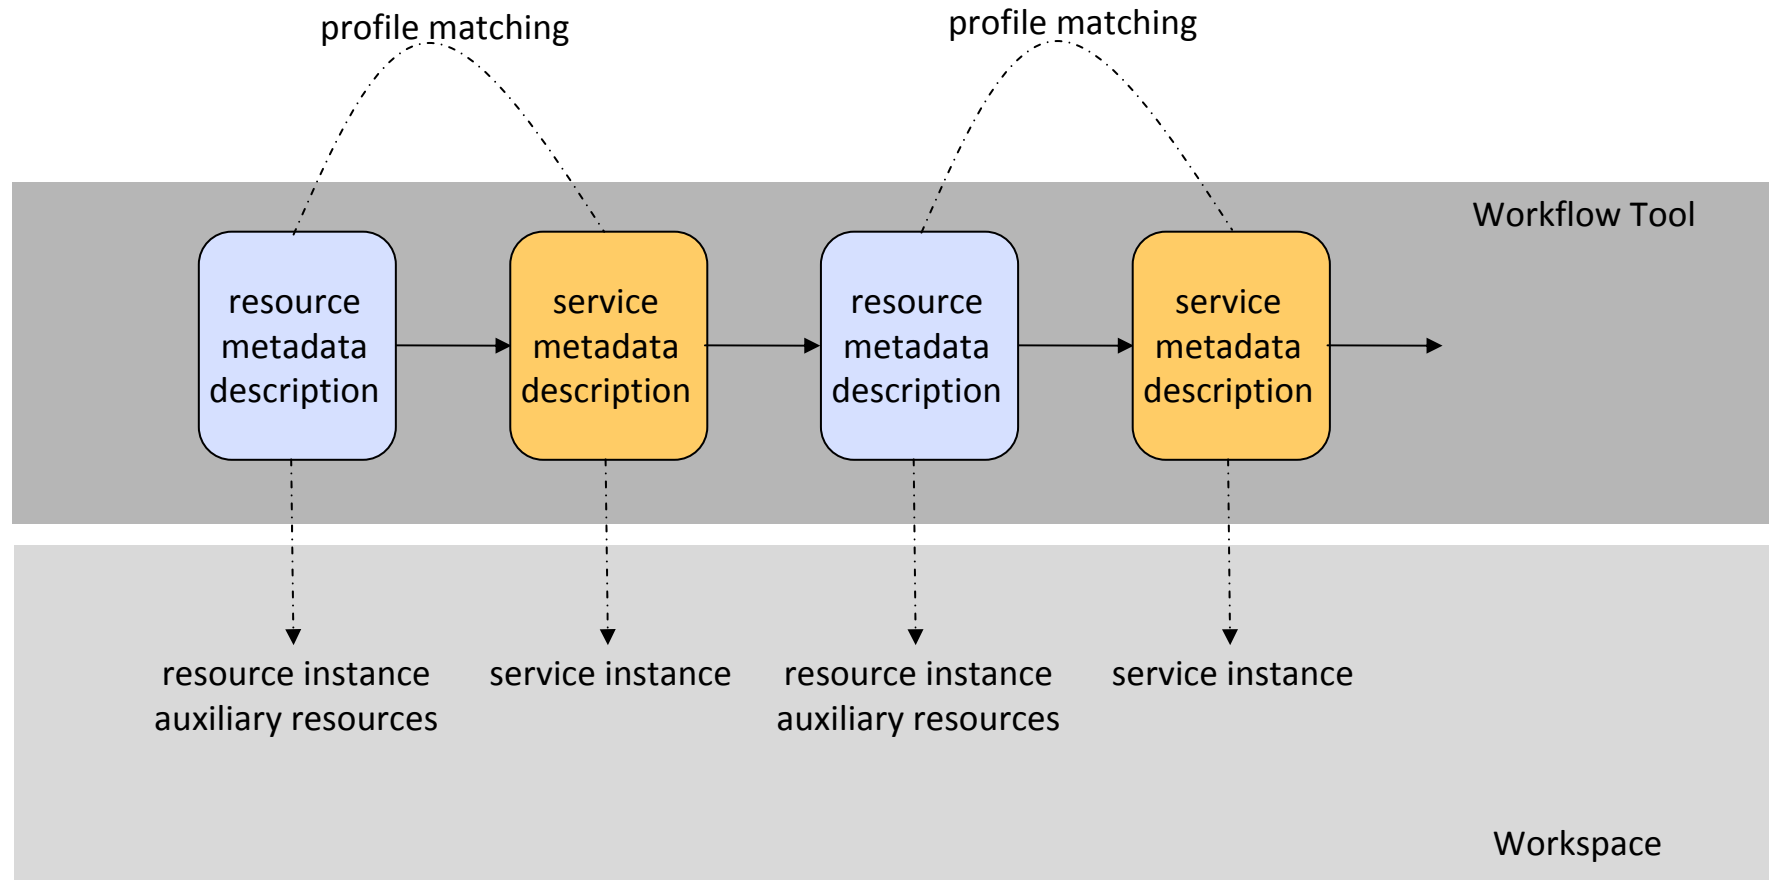 profile matching
profile matching
Workflow Tool
resource
metadata
description
service
metadata
description
resource
metadata
description
service
metadata
description
resource instance
auxiliary resources
service instance
resource instance
auxiliary resources
service instance
Workspace